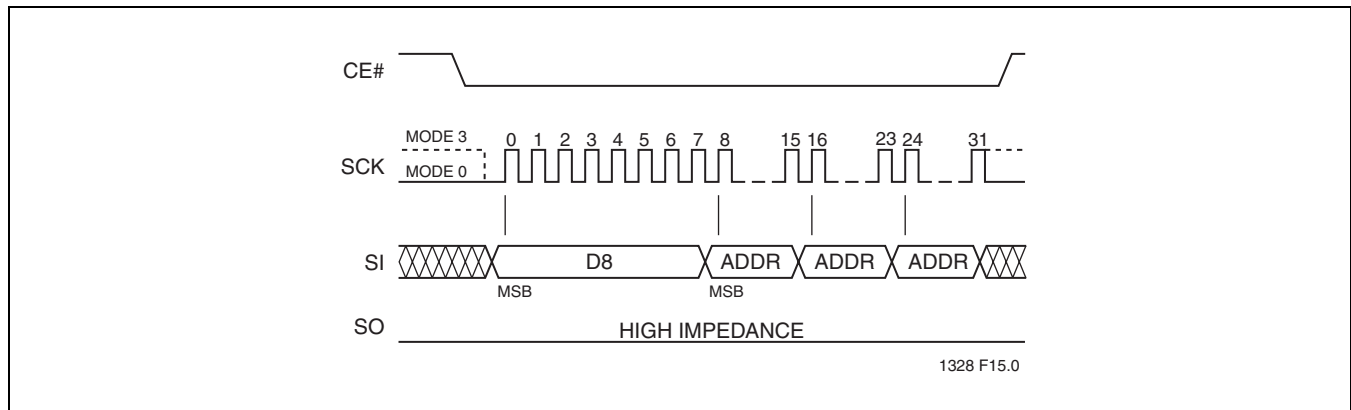 CE#
MODE 3
0 1 2 3 4 5 6 7 8 15 16 23 24 31
SCK
MODE 0
SI D8 ADDR ADDR ADDR
MSB MSB
SO HIGH IMPEDANCE
1328 F15.0